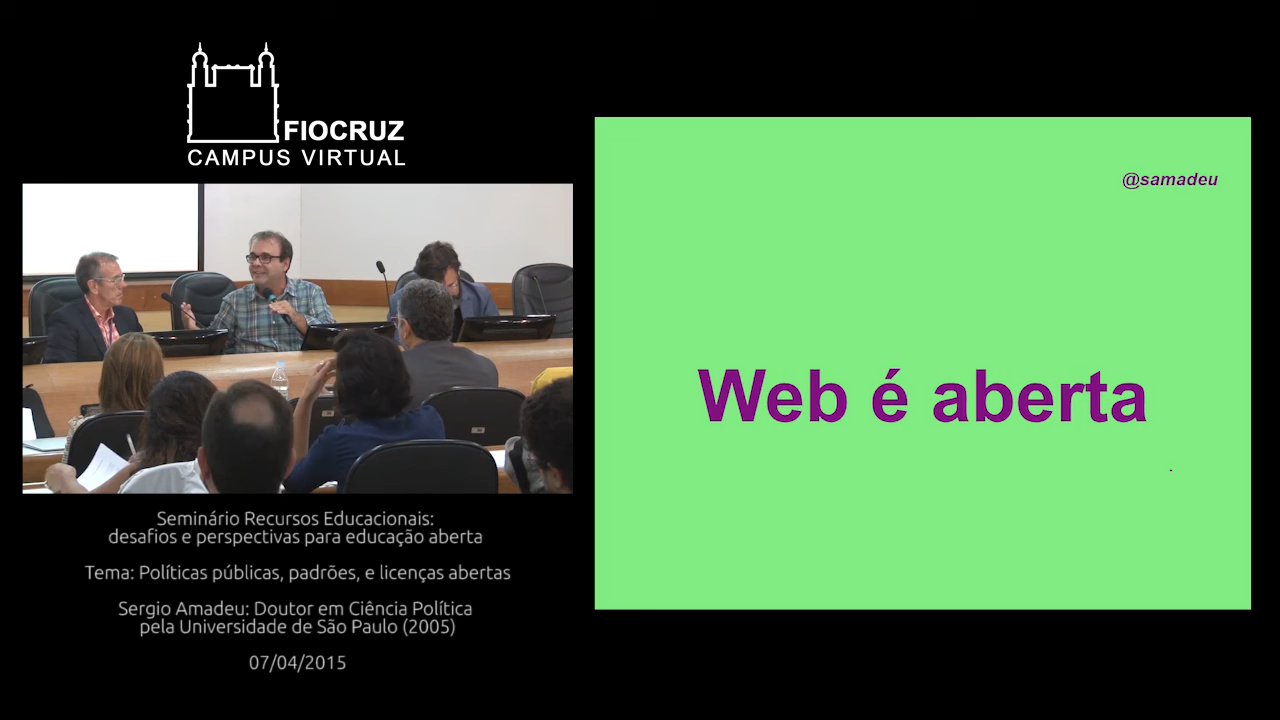 FIOCRUZ
CAMPUS VIRTUAL
Seminário Recursos Educacionais:
desafios e perspectivas para educação aberta
Tema: Políticas públicas, padrões, e licenças abertas
Sergio Amadeu: Doutor em Ciência Política
pela Universidade de São Paulo (2005)
07/04/2015
@samadeu
Web é aberta